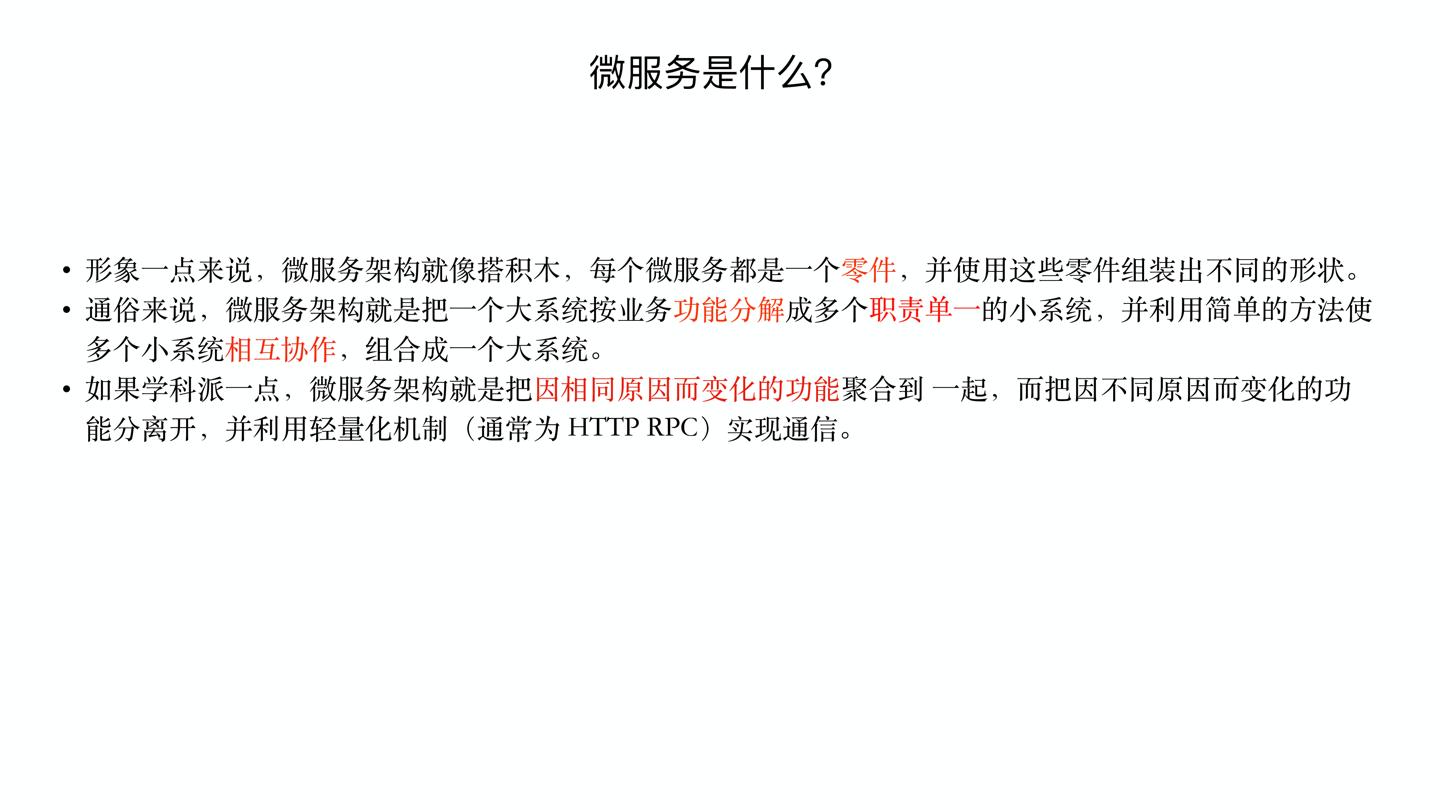 微服务是什么?
• 形象一点来说，微服务架构就像搭积木，每个微服务都是一个零件，并使用这些零件组装出不同的形状。
• 通俗来说，微服务架构就是把一个大系统按业务功能分解成多个职责单一的小系统，并利用简单的方法使
多个小系统相互协作，组合成一个大系统。
• 如果学科派一点，微服务架构就是把因相同原因而变化的功能聚合到 一起，而把因不同原因而变化的功
能分离开，并利用轻量化机制（通常为 HTTP RPC）实现通信。